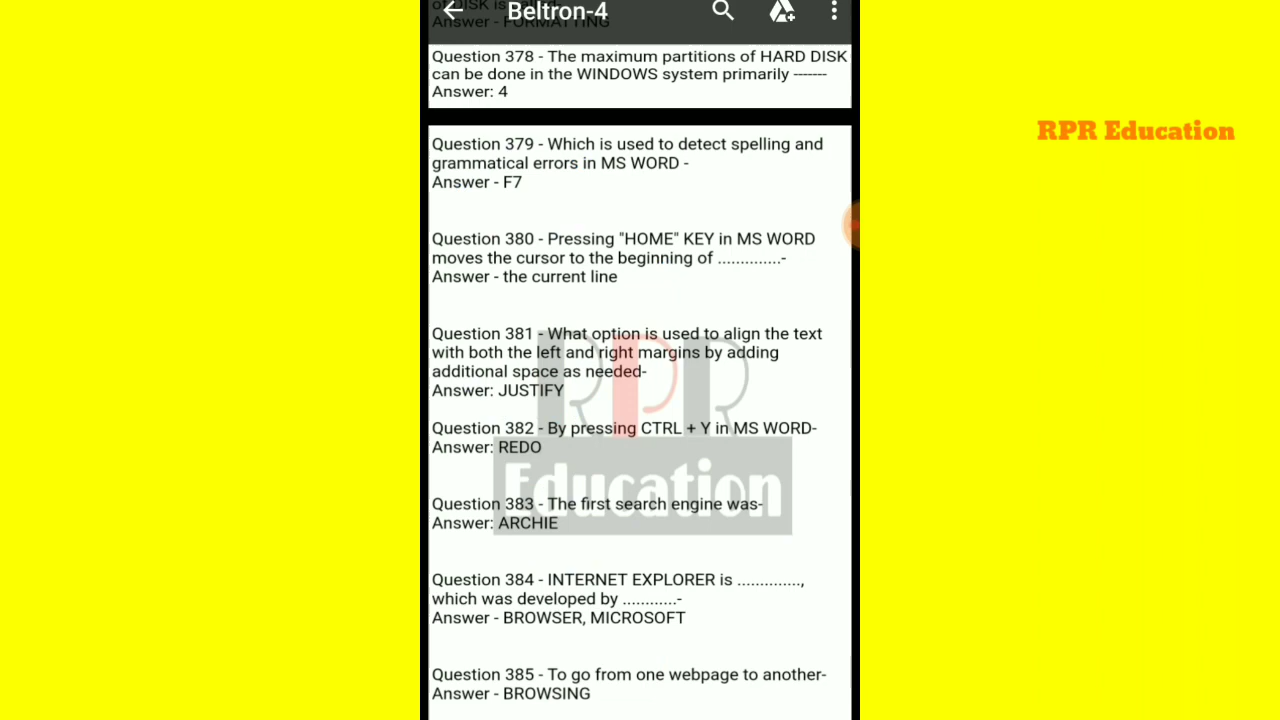 of DISK is
Answer - FORMATTING
Beltron-4
Question 378 - The maximum partitions of HARD DISK
can be done in the WINDOWS system primarily -------
Answer: 4
RPR Education
Question 379 - Which is used to detect spelling and
grammatical errors in MS WORD -
Answer - F7
Question 380 - Pressing "HOME" KEY in MS WORD
moves the cursor to the beginning of ..............-
Answer - the current line
Question 381 - What option is used to align the text
with both the left and right margins by adding
additional space as needed-
Answer: JUSTIFY
Question 382 - By pressing CTRL + Y in MS WORD-
Answer: REDO
RPR
Education
Question 383 - The first search engine was-
Answer: ARCHIE
Question 384 - INTERNET EXPLORER is ..............,
which was developed by ............-
Answer - BROWSER, MICROSOFT
Question 385 - To go from one webpage to another-
Answer - BROWSING